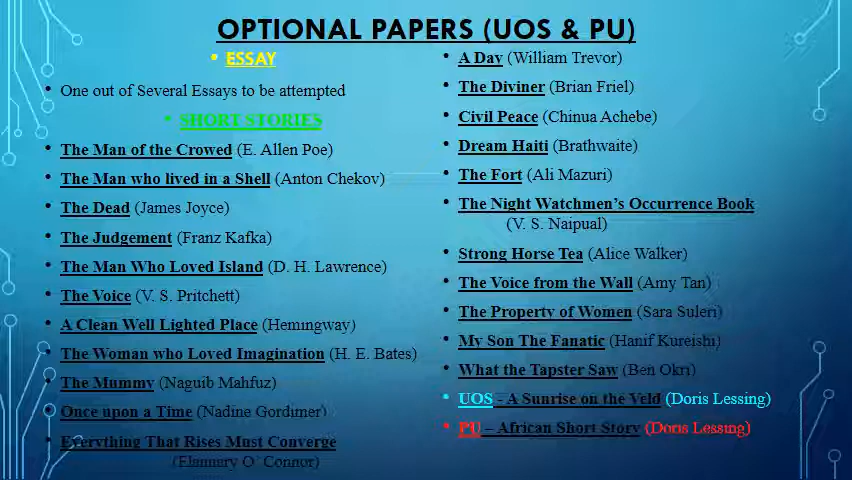 OPTIONAL PAPERS (UOS & PU)
• ESSAY
• One out of Several Essays to be attempted
• SHORT STORIES
• The Man of the Crowed (E. Allen Poe)
• The Man who lived in a Shell (Anton Chekov)
• The Dead (James Joyce)
• The Judgement (Franz Kafka)
• The Man Who Loved Island (D. H. Lawrence)
• The Voice (V. S. Pritchett)
• A Clean Well Lighted Place (Hemingway)
• The Woman who Loved Imagination (H. E. Bates)
• The Mummy (Naguib Mahfuz)
• Once upon a Time (Nadine Gordimer)
• Everything That Rises Must Converge
(Flannary O' Connor)
• A Day (William Trevor)
• The Diviner (Brian Friel)
• Civil Peace (Chinua Achebe)
• Dream Haiti (Brathwaite)
• The Fort (Ali Mazuri)
• The Night Watchmen's Occurrence Book
(V. S. Naipual)
• Strong Horse Tea (Alice Walker)
• The Voice from the Wall (Amy Tan)
• The Property of Women (Sara Suleri)
• My Son The Fanatic (Hanif Kureishi)
• What the Tapster Saw (Ben Okri)
• UOS - A Sunrise on the Veld (Doris Lessing)
• PU – African Short Story (Doris Lessing)